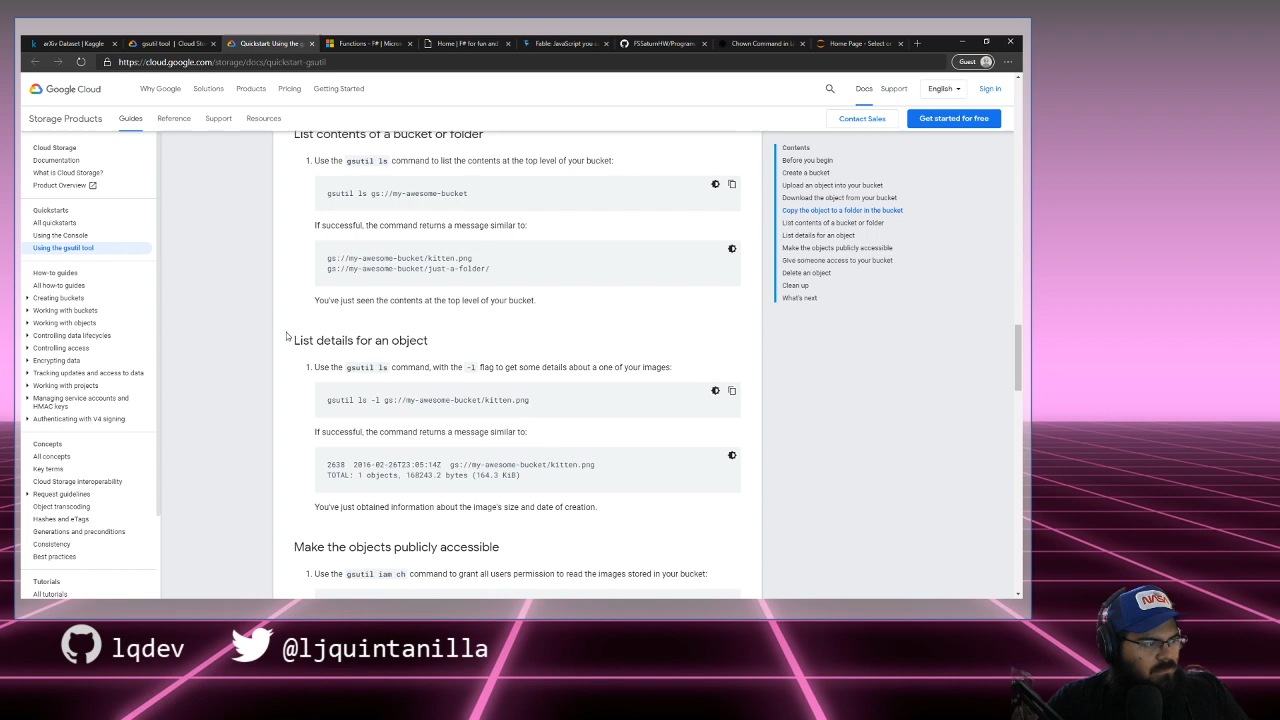 arXiv Dataset | Kaggle
gsutil tool | Cloud Sto
Quickstart: Using the g
Functions - F# | Micros
Home | F# for fun and
Fable: JavaScript you c
FSSaturnHW/Program.
Chown Command in L
Home Page - Select or
https://cloud.google.com/storage/docs/quickstart-gsutil
Guest
Google Cloud
Why Google
Solutions
Products
Pricing
Getting Started
Docs
Support
English
Sign in
Storage Products
Guides
Reference
Support
Resources
Contact Sales
Get started for free
Cloud Storage
Documentation
What is Cloud Storage?
Product Overview
Quickstarts
All quickstarts
Using the Console
Using the gsutil tool
How-to guides
All how-to guides
Creating buckets
Working with buckets
Working with objects
Controlling data lifecycles
Controlling access
Encrypting data
Tracking updates and access to data
Working with projects
Managing service accounts and
HMAC keys
Authenticating with V4 signing
Concepts
All concepts
Key terms
Cloud Storage interoperability
Request guidelines
Object transcoding
Hashes and eTags
Generations and preconditions
Consistency
Best practices
Tutorials
All tutorials
List contents of a bucket or folder
1. Use the gsutil ls command to list the contents at the top level of your bucket:
gsutil ls gs://my-awesome-bucket
If successful, the command returns a message similar to:
gs://my-awesome-bucket/kitten.png
gs://my-awesome-bucket/just-a-folder/
You've just seen the contents at the top level of your bucket.
List details for an object
1. Use the gsutil ls command, with the -l flag to get some details about a one of your images:
gsutil ls -l gs://my-awesome-bucket/kitten.png
If successful, the command returns a message similar to:
2638 2016-02-26T23:05:14Z gs://my-awesome-bucket/kitten.png
TOTAL: 1 objects, 168243.2 bytes (164.3 KiB)
You've just obtained information about the image's size and date of creation.
Make the objects publicly accessible
1. Use the gsutil iam ch command to grant all users permission to read the images stored in your bucket:
Contents
Before you begin
Create a bucket
Upload an object into your bucket
Download the object from your bucket
Copy the object to a folder in the bucket
List contents of a bucket or folder
List details for an object
Make the objects publicly accessible
Give someone access to your bucket
Delete an object
Clean up
What's next
lqdev
@ljquintanilla
NASA